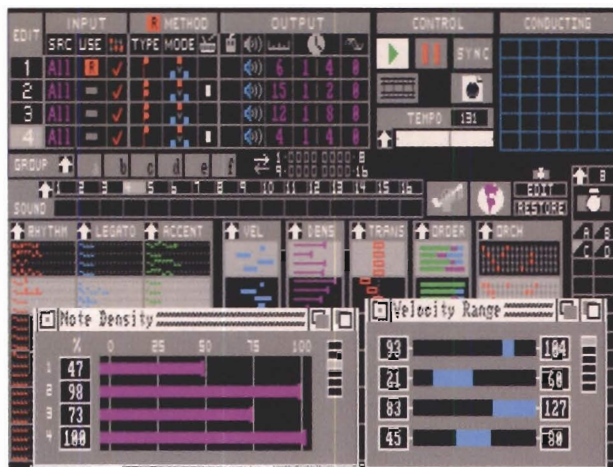 INPUT R METHOD OUTPUT CONTROL CONDUCTING
EDIT SRC USE TYPE MODE SYNC
1 All R 6 1 4 8
2 All 15 1 2 8
3 All 12 1 8 8
4 All 4 1 4 8
TEMPO 131
GROUP a b c d e f
1 2 3 4 5 6 7 8 9 10 11 12 13 14 15 16
SOUND
EDIT
RESTORE
B
RHYTHM LEGATO ACCENT VEL DENS TRANS ORDER ORCH
A B
C D
Note Density
% 0 25 50 75 100
1 47
2 98
3 73
4 100
Velocity Range
93 104
21 60
83 127
45 80